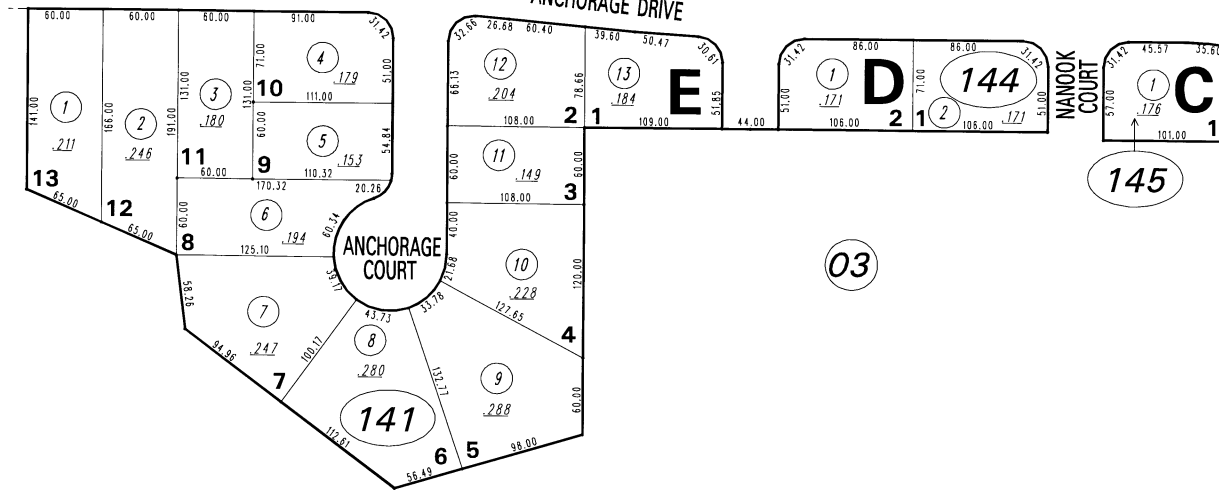 ANCHORAGE DRIVE
60.00 60.00 60.00 91.00 31.42
32.66 26.68 60.40 39.60 50.47 30.61
31.42 86.00 86.00 31.42
31.42 45.57 35.60
141.00 1 .211 13 65.00
166.00 2 .246 12 65.00
191.00 131.00 3 .180 11 60.00
71.00 4 .179 10 111.00 51.00
131.00 60.00 5 .153 9 110.32 54.84
170.32 20.26
60.00 6 .194 8 125.10 60.34
ANCHORAGE
COURT
58.26 7 .247 94.96 39.17 7 100.17
43.73 8 .280 141 112.61 56.49 6
33.78 132.77 9 .288 5 98.00 60.00
21.68 40.00 10 .228 127.65 4 120.00
60.00 11 .149 108.00 3 60.00
66.13 12 .204 108.00 2 78.66
13 .184 E 1 109.00 51.85
44.00
51.00 1 .171 D 106.00 2 71.00
144
1 2 .171 106.00 51.00
NANOOK
COURT
57.00 1 .176 C 101.00 1
145
03